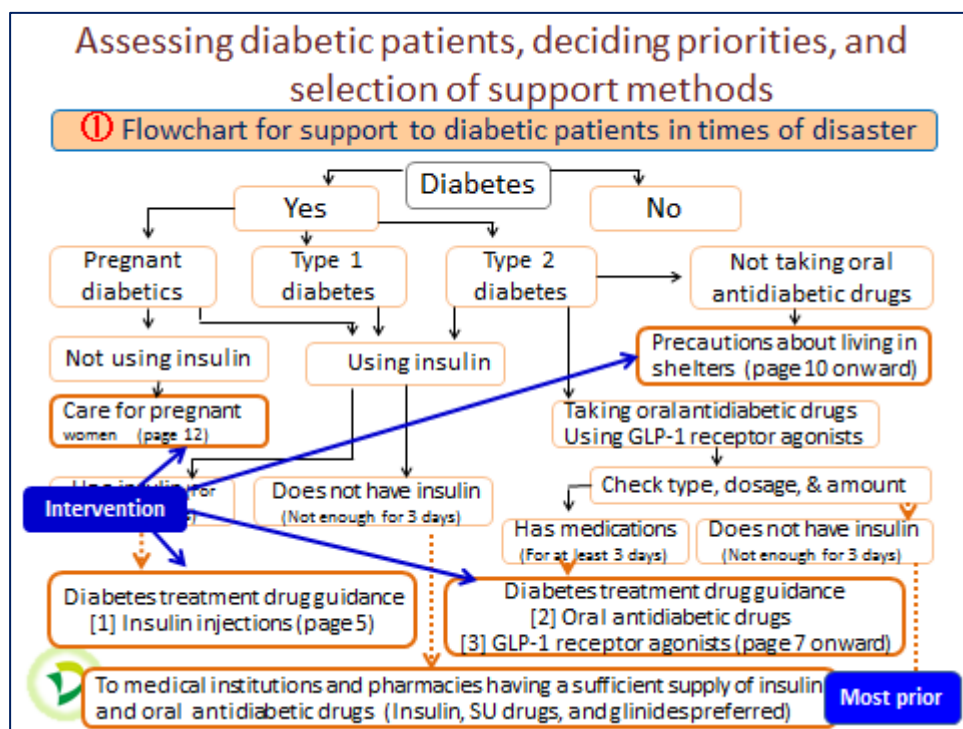 Assessing diabetic patients, deciding priorities, and
selection of support methods
① Flowchart for support to diabetic patients in times of disaster
Diabetes
Yes
No
Pregnant
diabetics
Type 1
diabetes
Type 2
diabetes
Not taking oral
antidiabetic drugs
Not using insulin
Using insulin
Precautions about living in
shelters (page 10 onward)
Care for pregnant
women (page 12)
Taking oral antidiabetic drugs
Using GLP-1 receptor agonists
insulin (For
Intervention
Does not have insulin
(Not enough for 3 days)
Check type, dosage, & amount
Has medications
(For at least 3 days)
Does not have insulin
(Not enough for 3 days)
Diabetes treatment drug guidance
[1] Insulin injections (page 5)
Diabetes treatment drug guidance
[2] Oral antidiabetic drugs
[3] GLP-1 receptor agonists (page 7 onward)
To medical institutions and pharmacies having a sufficient supply of insulin
and oral antidiabetic drugs (Insulin, SU drugs, and glinidespreferred)
Most prior